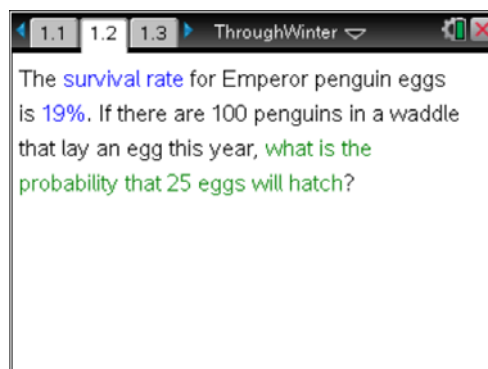 1.1 1.2 1.3 ThroughWinter
The survival rate for Emperor penguin eggs
is 19%. If there are 100 penguins in a waddle
that lay an egg this year, what is the
probability that 25 eggs will hatch?